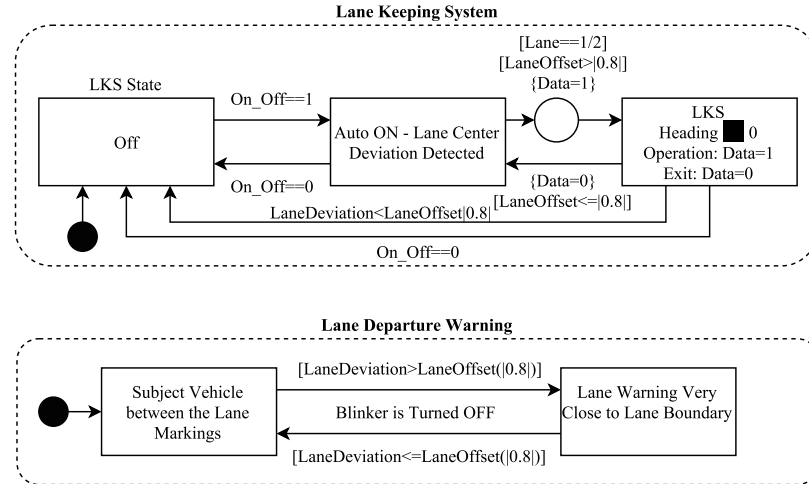 Lane Keeping System
LKS State
Off
On_Off==1
On_Off==0
Auto ON - Lane Center
Deviation Detected
[Lane==1/2]
[LaneOffset>|0.8|]
{Data=1}
LKS
Heading 0
Operation: Data=1
Exit: Data=0
{Data=0}
[LaneOffset<=|0.8|]
LaneDeviation<LaneOffset|0.8|
On_Off==0
Lane Departure Warning
Subject Vehicle
between the Lane
Markings
[LaneDeviation>LaneOffset(|0.8|)]
Blinker is Turned OFF
[LaneDeviation<=LaneOffset(|0.8|)]
Lane Warning Very
Close to Lane Boundary